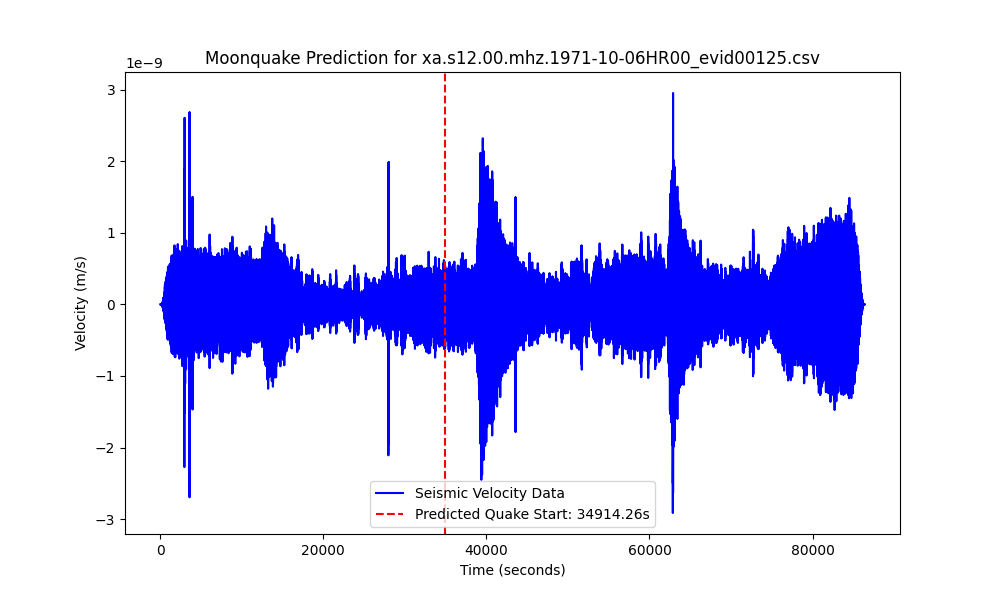 Moonquake Prediction for xa.s12.00.mhz.1971-10-06HR00_evid00125.csv
1e−9
3
2
1
0
−1
−2
−3
Velocity (m/s)
Seismic Velocity Data
Predicted Quake Start: 34914.26s
0 20000 40000 60000 80000
Time (seconds)